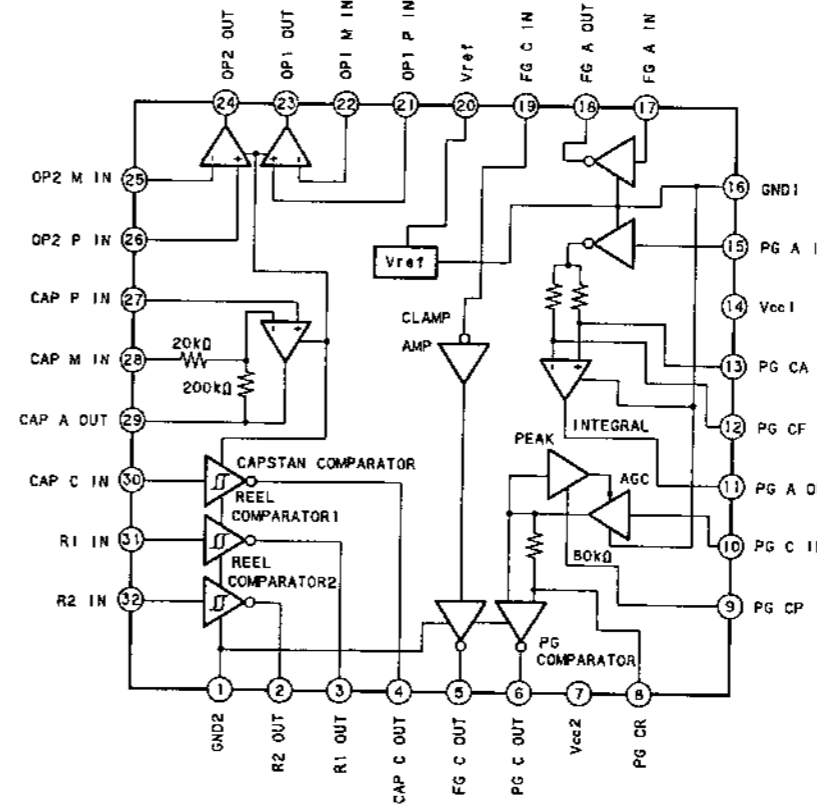 OP2 OUT
OP1 OUT
OP1 M IN
OP1 P IN
Vref
FG C IN
FG A OUT
FG A IN
24
23
22
21
20
19
18
17
OP2 M IN 25
16 GND1
OP2 P IN 26
15 PG A I
Vref
CAP P IN 27
14 Vcc1
CLAMP
AMP
20kΩ
CAP M IN 28
13 PG CA
200kΩ
CAP A OUT 29
12 PG CF
INTEGRAL
PEAK
CAPSTAN COMPARATOR
CAP C IN 30
AGC
11 PG A O
REEL
COMPARATOR1
R1 IN 31
10 PG C I
80kΩ
REEL
COMPARATOR2
R2 IN 32
9 PG CP
PG
COMPARATOR
1
2
3
4
5
6
7
8
GND2
R2 OUT
R1 OUT
CAP C OUT
FG C OUT
PG C OUT
Vcc2
PG CR